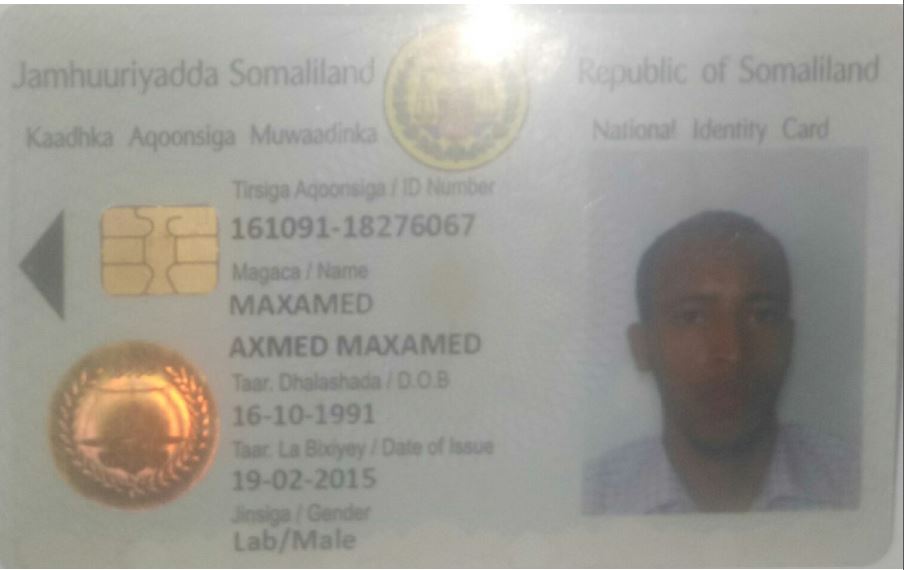 Jamhuuriyadda Somaliland
Republic of Somaliland
Kaadhka Aqoonsiga Muwaadinka
National Identity Card
Tirsiga Aqoonsiga / ID Number
161091-18276067
Magaca / Name
MAXAMED
AXMED MAXAMED
Taar. Dhalashada / D.O.B
16-10-1991
Taar. La Bixiyey / Date of Issue
19-02-2015
Jinsiga / Gender
Lab/Male